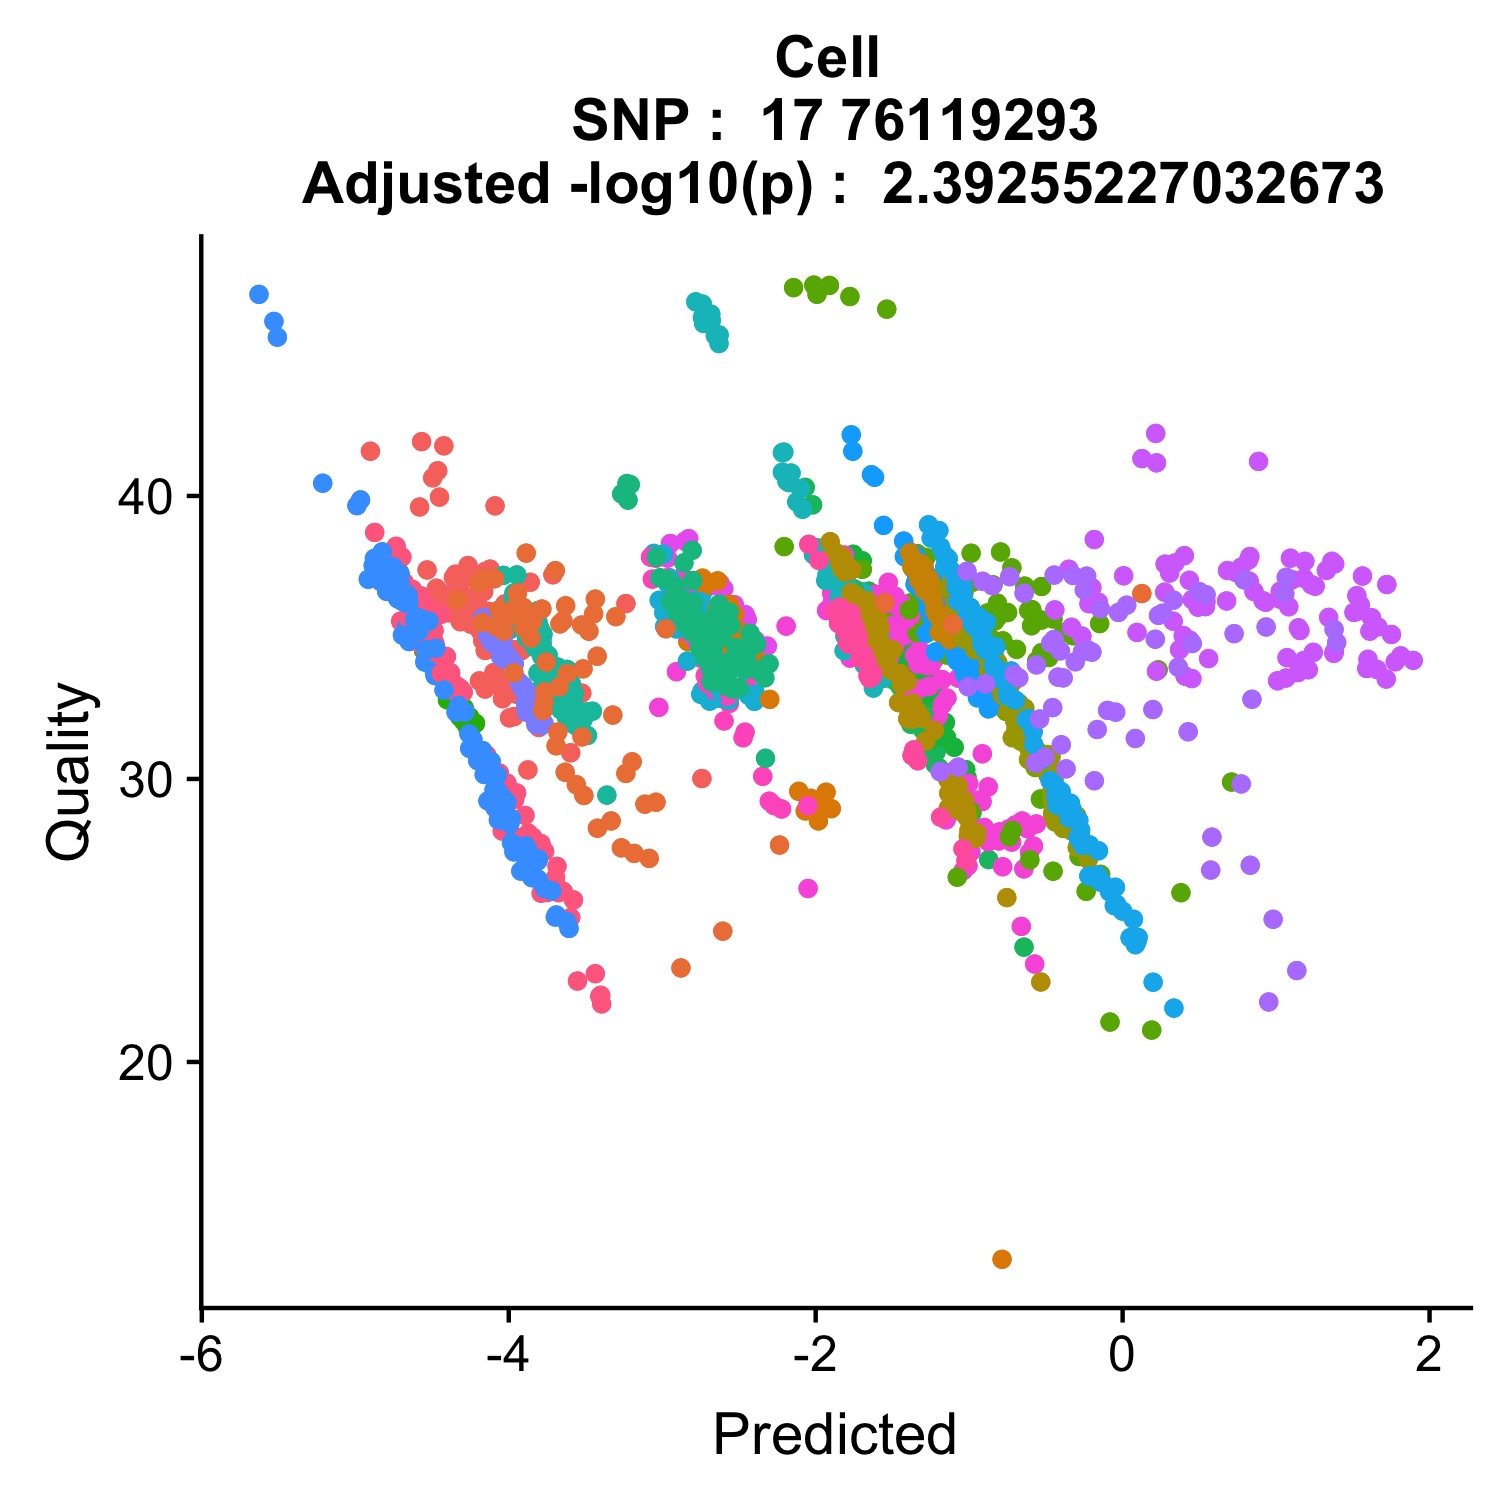 Cell
SNP :  17 76119293
Adjusted -log10(p) :  2.39255227032673
Quality
40
30
20
-6
-4
-2
0
2
Predicted